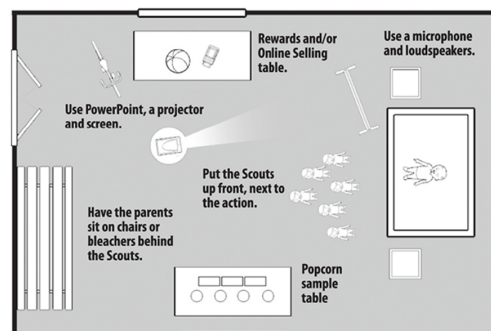 Rewards and/or
Online Selling
table.
Use a microphone
and loudspeakers.
Use PowerPoint, a projector
and screen.
Put the Scouts
up front, next to
the action.
Have the parents
sit on chairs or
bleachers behind
the Scouts.
Popcorn
sample
table